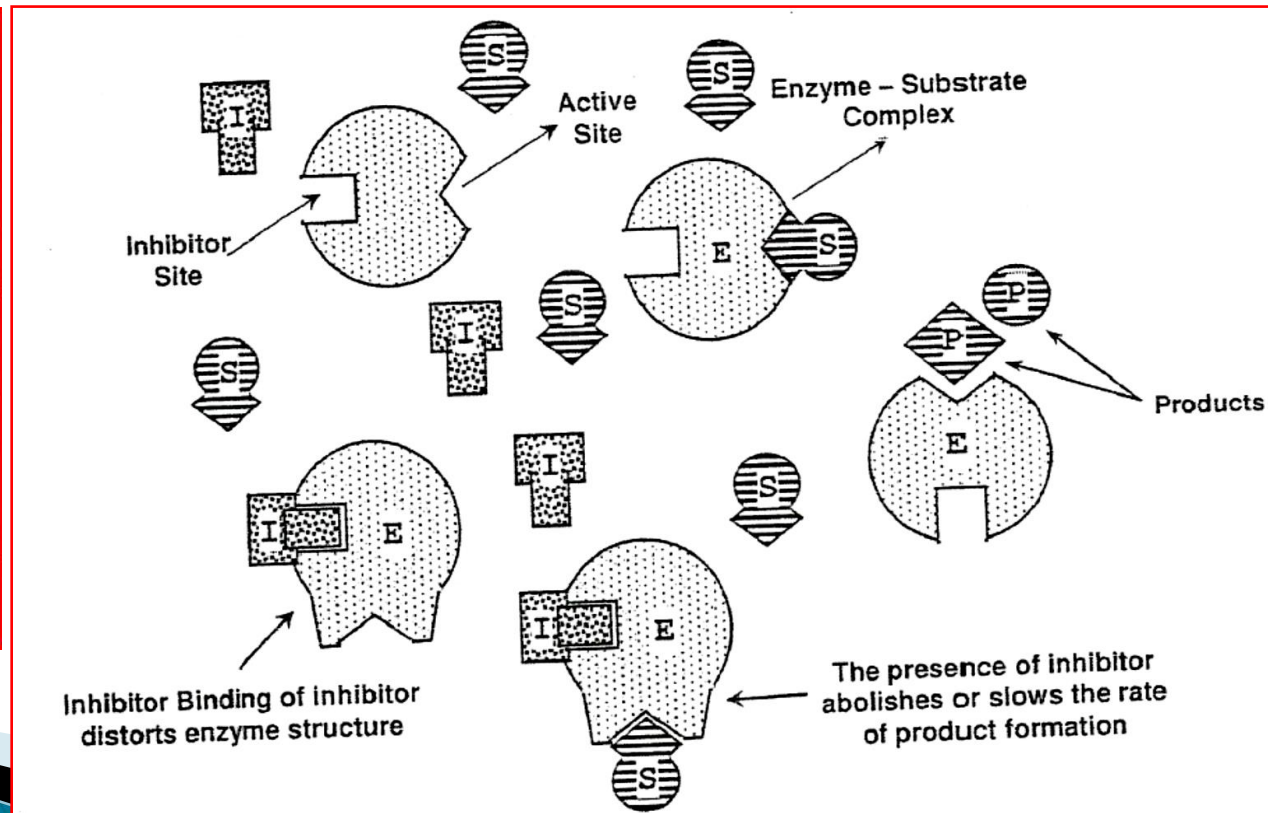 S
S
I
Active
Site
Enzyme – Substrate
Complex
Inhibitor
Site
E
S
I
S
S
P
P
Products
E
I
S
I
E
I
E
Inhibitor Binding of inhibitor
distorts enzyme structure
The presence of inhibitor
abolishes or slows the rate
of product formation
S